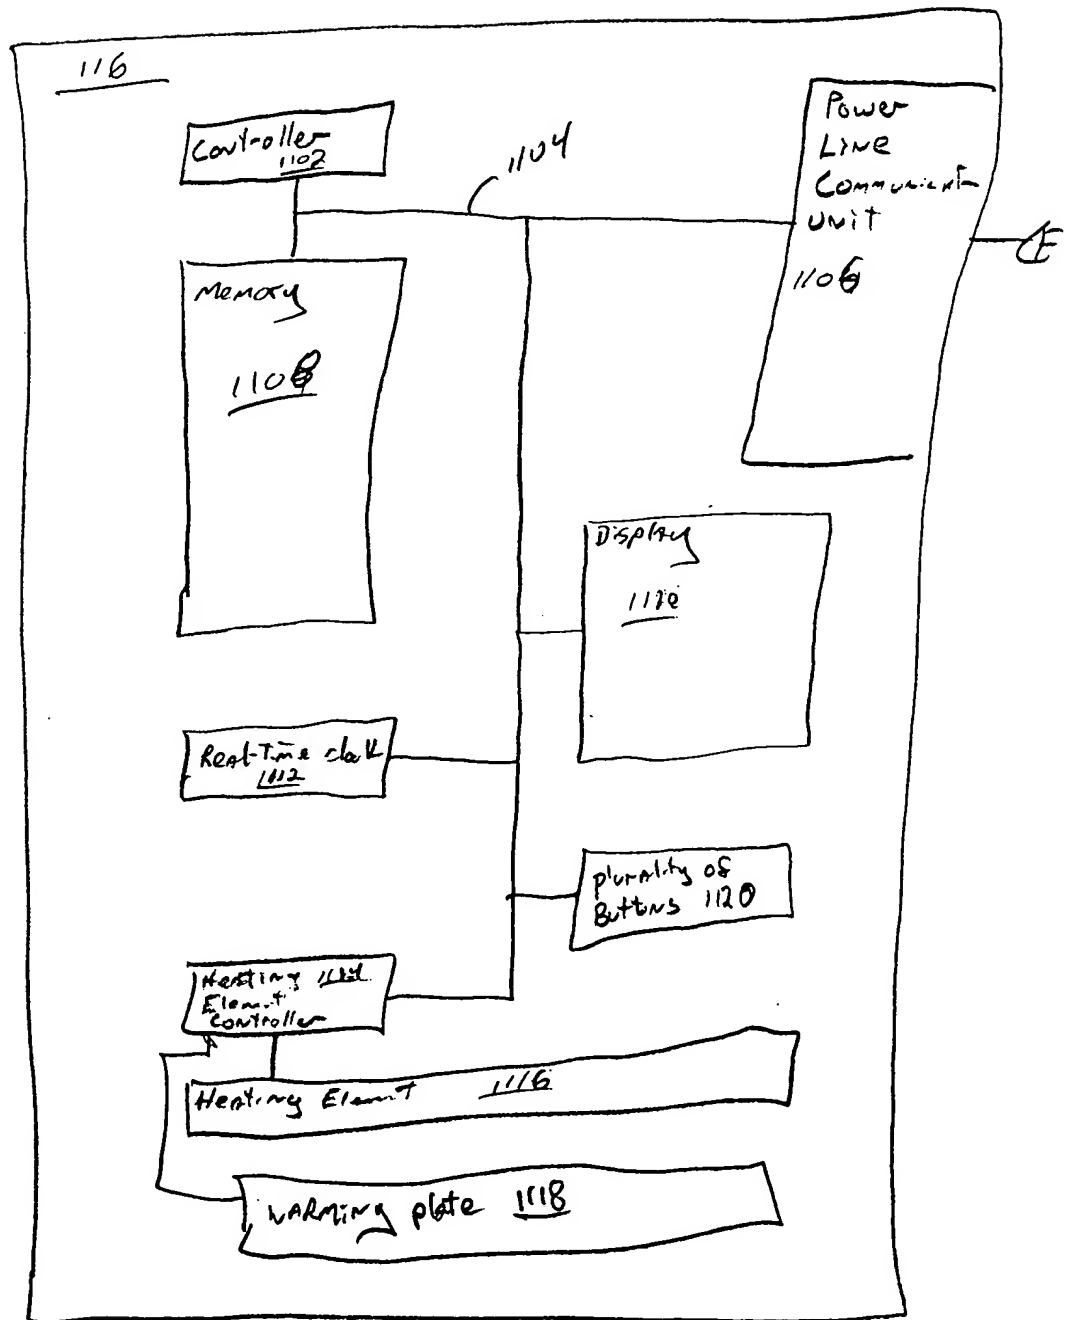 116
Controller
1102
1104
Power
Line
Communicat-
unit
1106
Memory
1108
Display
1110
Real-Time clock
1112
plurality of
Buttons 1120
Heating 1114
Element
Controller
Heating Element 1116
WARMing plate 1118